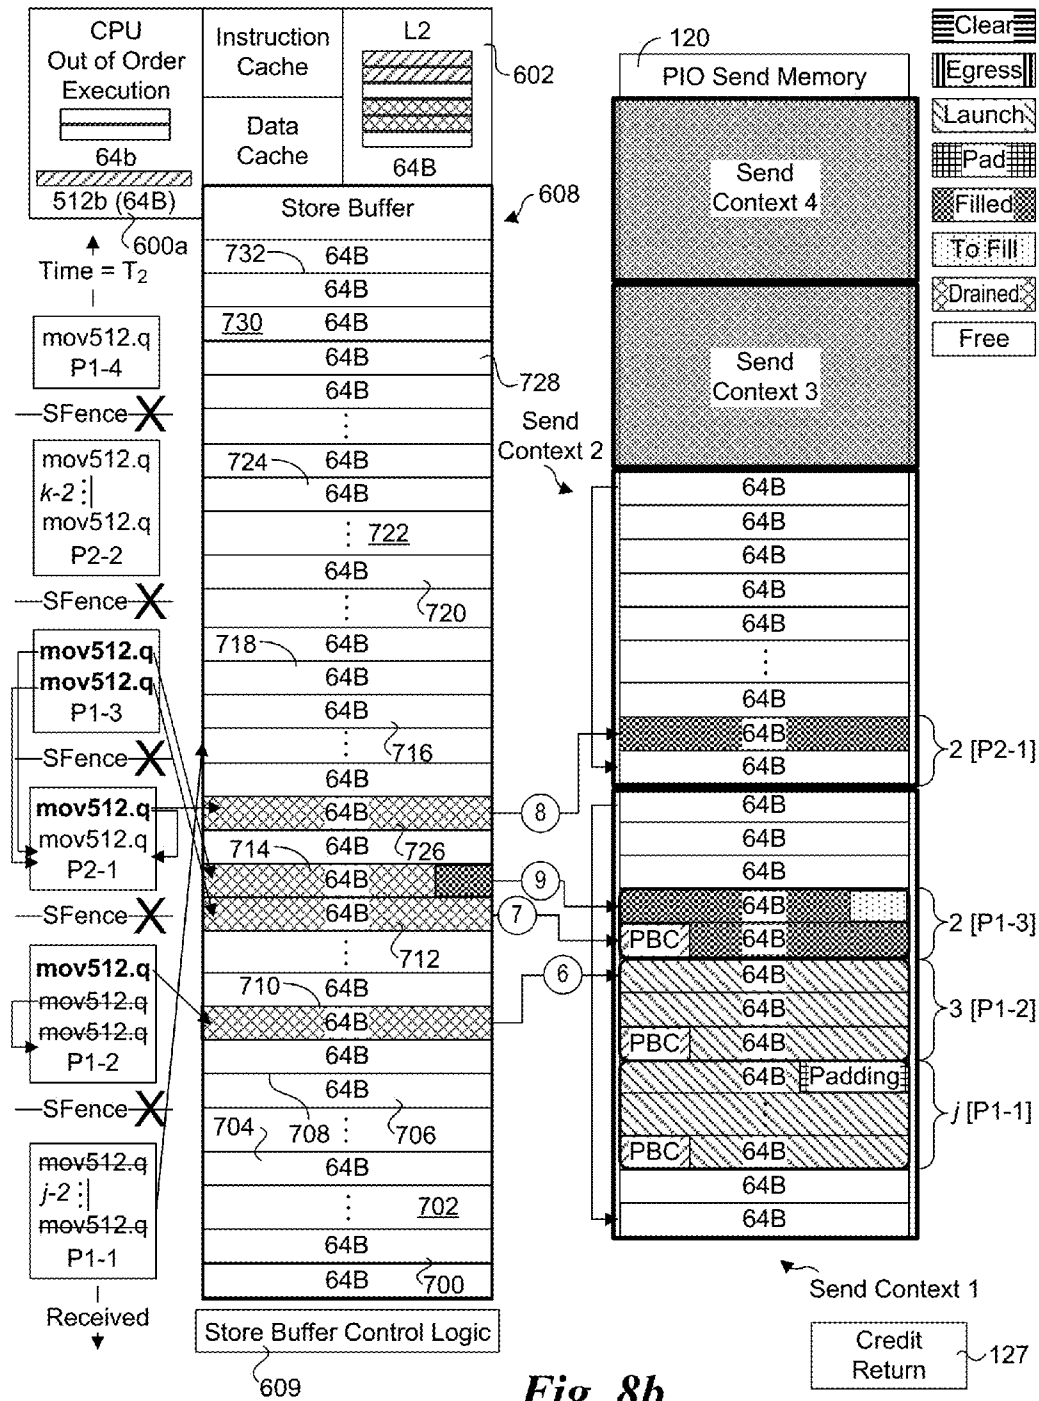 CPU
Out of Order
Execution
64b
512b (64B)
600a
Instruction
Cache
Data
Cache
L2
64B
602
Store Buffer
608
Time = T2
mov512.q
P1-4
SFence X
mov512.q
k-2 ⋮
mov512.q
P2-2
SFence X
mov512.q
mov512.q
P1-3
SFence X
mov512.q
mov512.q
P2-1
SFence X
mov512.q
mov512.q
mov512.q
P1-2
SFence X
mov512.q
j-2 ⋮
mov512.q
P1-1
Received
732 64B
64B
730
64B
64B
728
64B
⋮
724 64B
64B
⋮ 722
64B
720
⋮
718 64B
64B
64B
716
⋮
64B
64B
726
64B
714 64B
64B
712
⋮
710 64B
64B
64B
708
64B
706
704 ⋮
64B
⋮ 702
64B
700
64B
Store Buffer Control Logic
609
8
9
7
6
120
PIO Send Memory
Send
Context 4
Send
Context 3
Send
Context 2
64B
64B
64B
64B
64B
⋮
64B
64B
64B
2 [P2-1]
64B
64B
64B
64B
PBC 64B
2 [P1-3]
64B
64B
PBC 64B
3 [P1-2]
64B Padding
⋮
PBC 64B
j [P1-1]
64B
64B
Send Context 1
Credit
Return
127
Clear
Egress
Launch
Pad
Filled
To Fill
Drained
Free
Fig. 8b